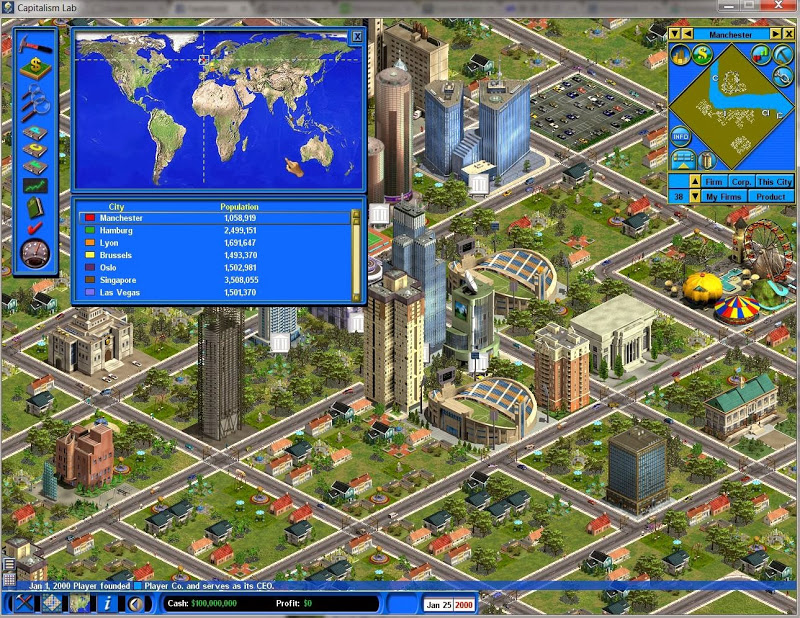 Capitalism Lab
Manchester
City Population
Manchester 1,058,919
Hamburg 2,499,151
Lyon 1,691,647
Brussels 1,493,370
Oslo 1,502,981
Singapore 3,508,055
Las Vegas 1,501,370
INFO
Firm Corp. This City
38 My Firms Product
Jan 1, 2000 Player founded Player Co. and serves as its CEO.
Cash: $100,000,000 Profit: $0
Jan 25 2000